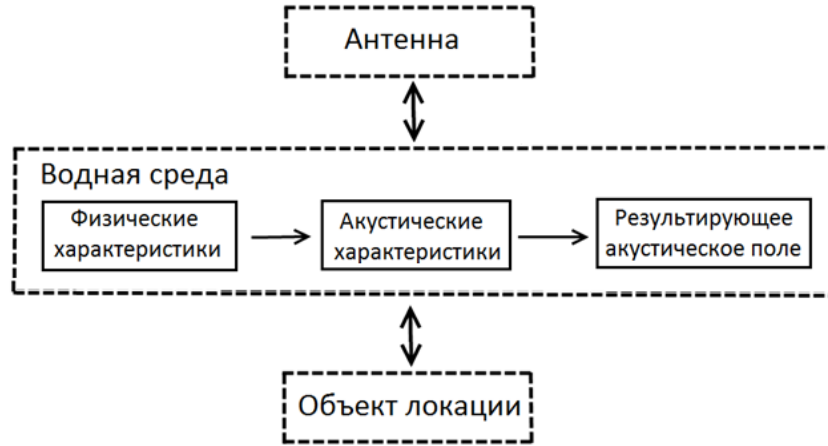 Антенна
Водная среда
Физические
характеристики
Акустические
характеристики
Результирующее
акустическое поле
Объект локации